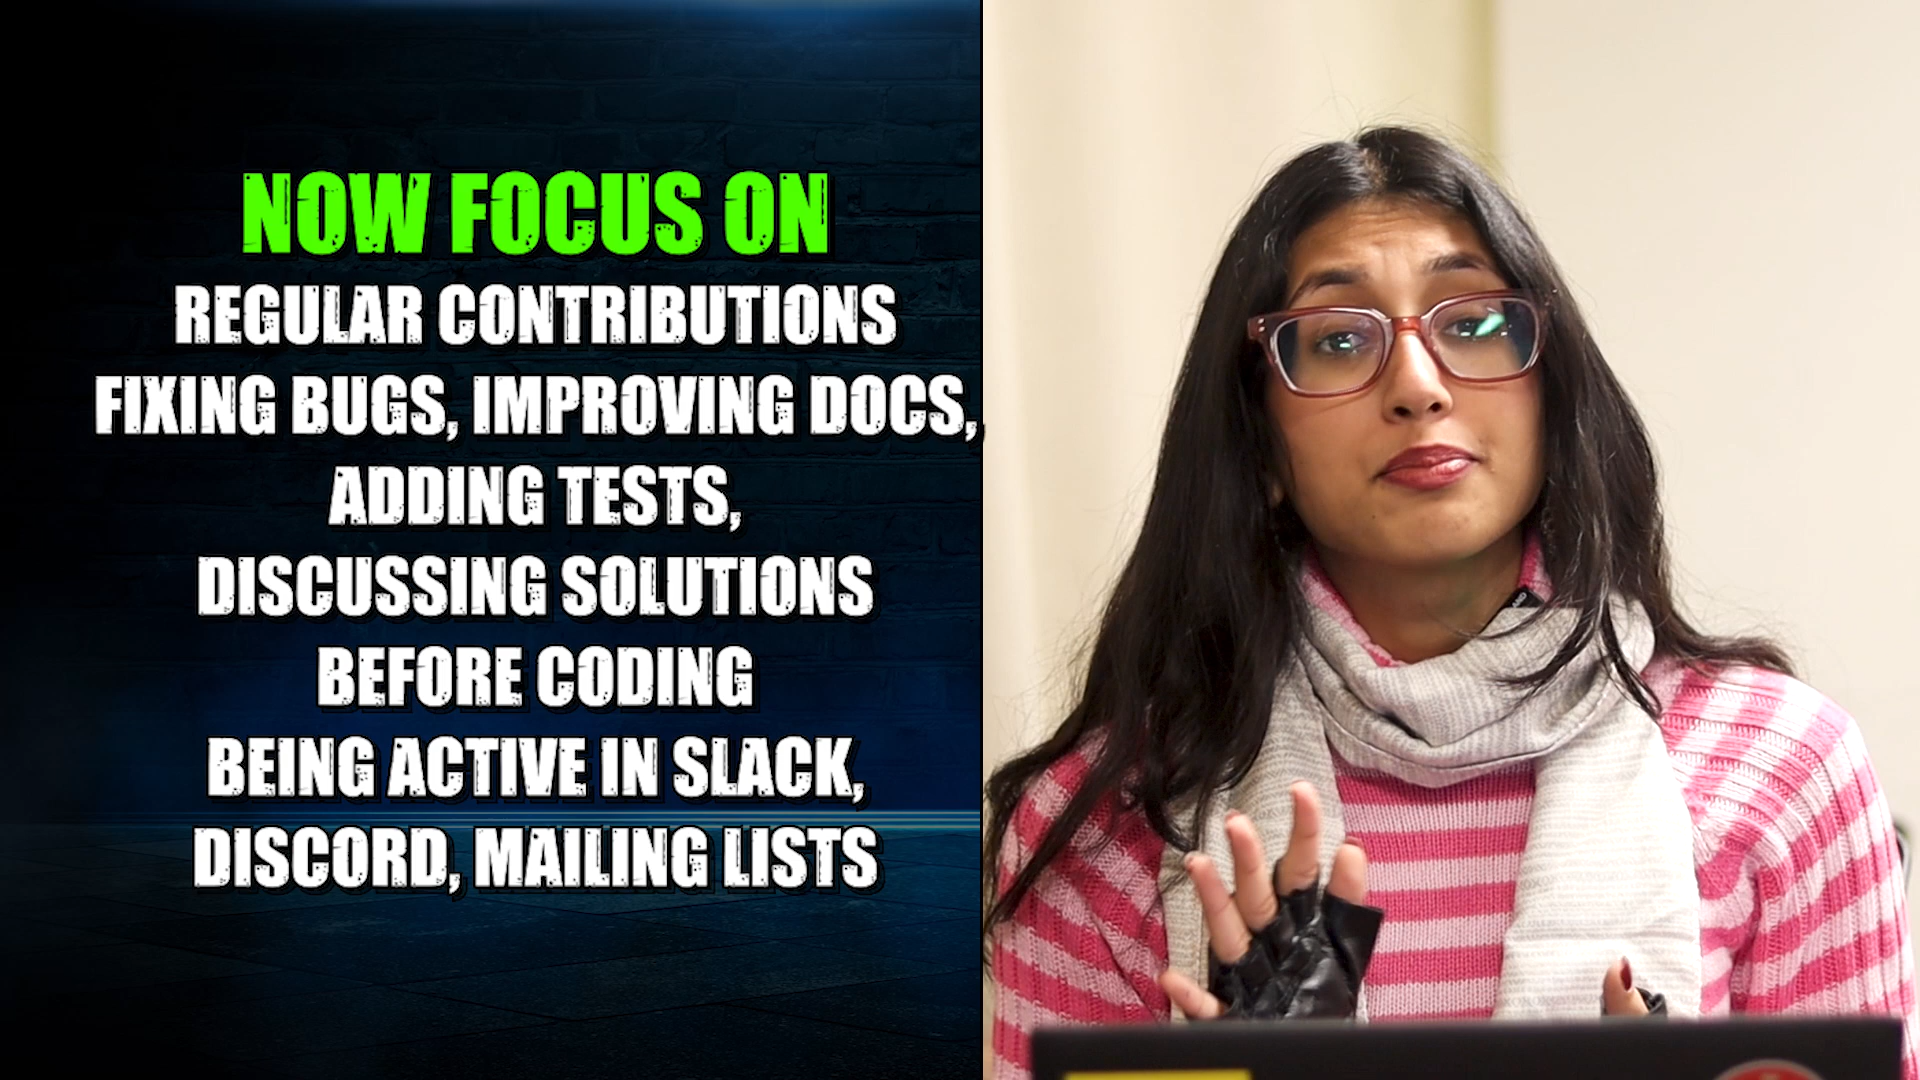 NOW FOCUS ON
REGULAR CONTRIBUTIONS
FIXING BUGS, IMPROVING DOCS,
ADDING TESTS,
DISCUSSING SOLUTIONS
BEFORE CODING
BEING ACTIVE IN SLACK,
DISCORD, MAILING LISTS